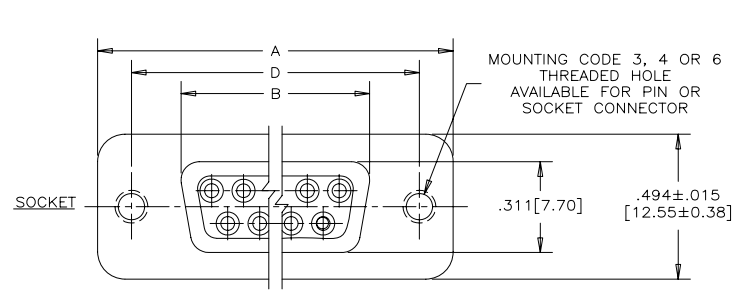 A
D
B
MOUNTING CODE 3, 4 OR 6
THREADED HOLE
AVAILABLE FOR PIN OR
SOCKET CONNECTOR
SOCKET
.311[7.70]
.494±.015
[12.55±0.38]